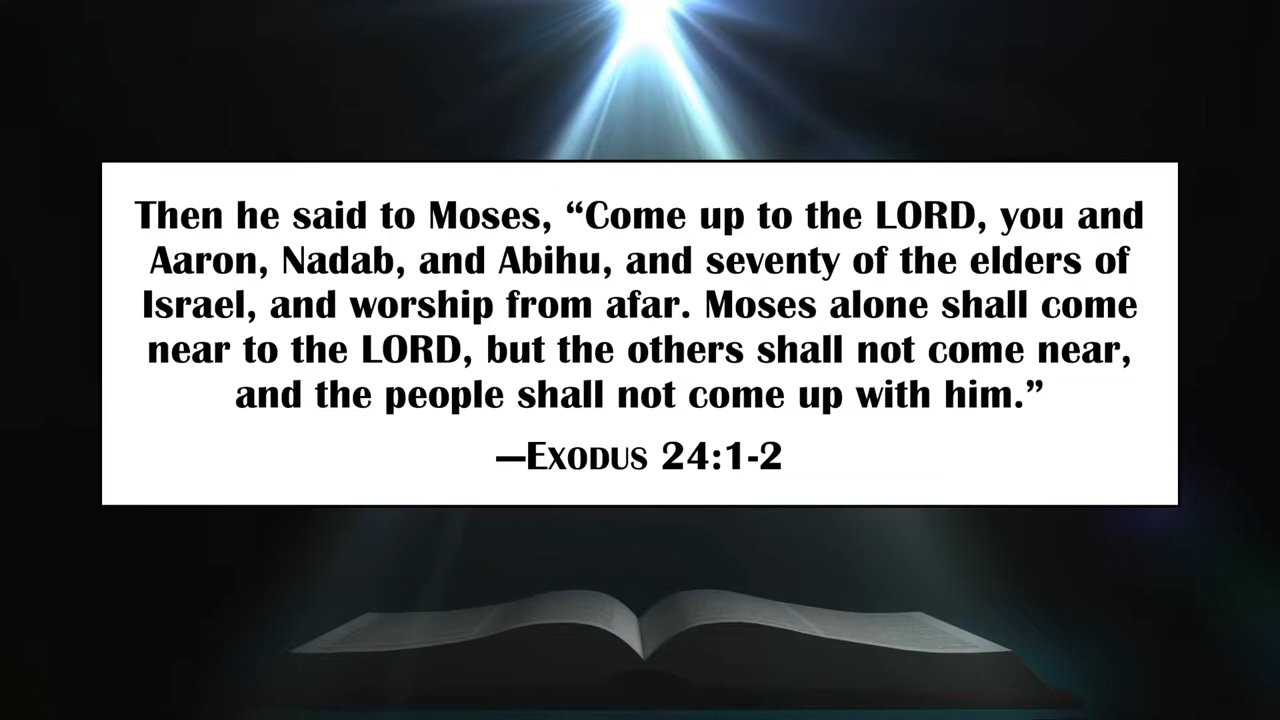 Then he said to Moses, “Come up to the LORD, you and
Aaron, Nadab, and Abihu, and seventy of the elders of
Israel, and worship from afar. Moses alone shall come
near to the LORD, but the others shall not come near,
and the people shall not come up with him.”
—Exodus 24:1-2